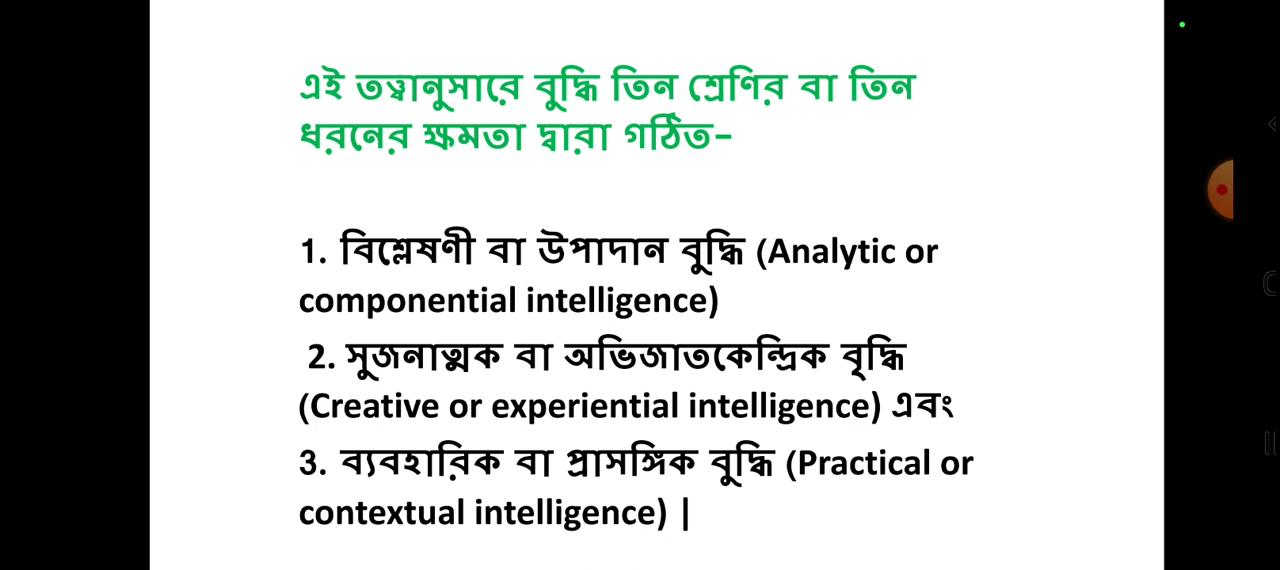 এই তত্ত্বানুসারে বুদ্ধি তিন শ্রেণির বা তিন
ধরনের ক্ষমতা দ্বারা গঠিত–
1. বিশ্লেষণী বা উপাদান বুদ্ধি (Analytic or
componential intelligence)
2. সুজনাত্মক বা অভিজাতকেন্দ্রিক বৃদ্ধি
(Creative or experiential intelligence) এবং
3. ব্যবহারিক বা প্রাসঙ্গিক বুদ্ধি (Practical or
contextual intelligence) |